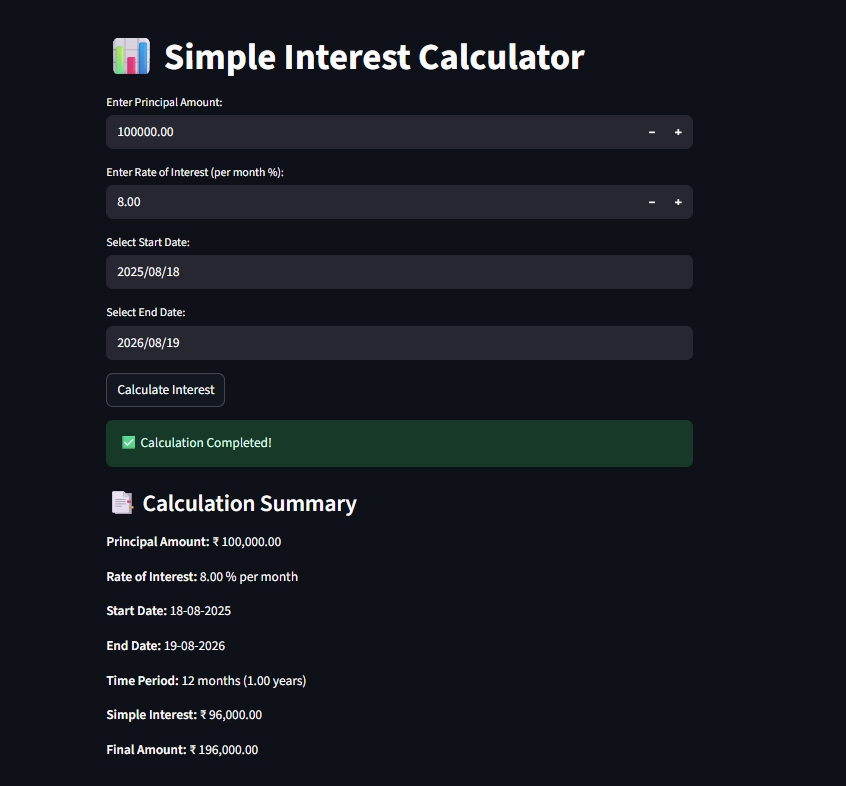 Simple Interest Calculator
Enter Principal Amount:
100000.00 − +
Enter Rate of Interest (per month %):
8.00 − +
Select Start Date:
2025/08/18
Select End Date:
2026/08/19
Calculate Interest
✅ Calculation Completed!
Calculation Summary
Principal Amount: ₹ 100,000.00
Rate of Interest: 8.00 % per month
Start Date: 18-08-2025
End Date: 19-08-2026
Time Period: 12 months (1.00 years)
Simple Interest: ₹ 96,000.00
Final Amount: ₹ 196,000.00